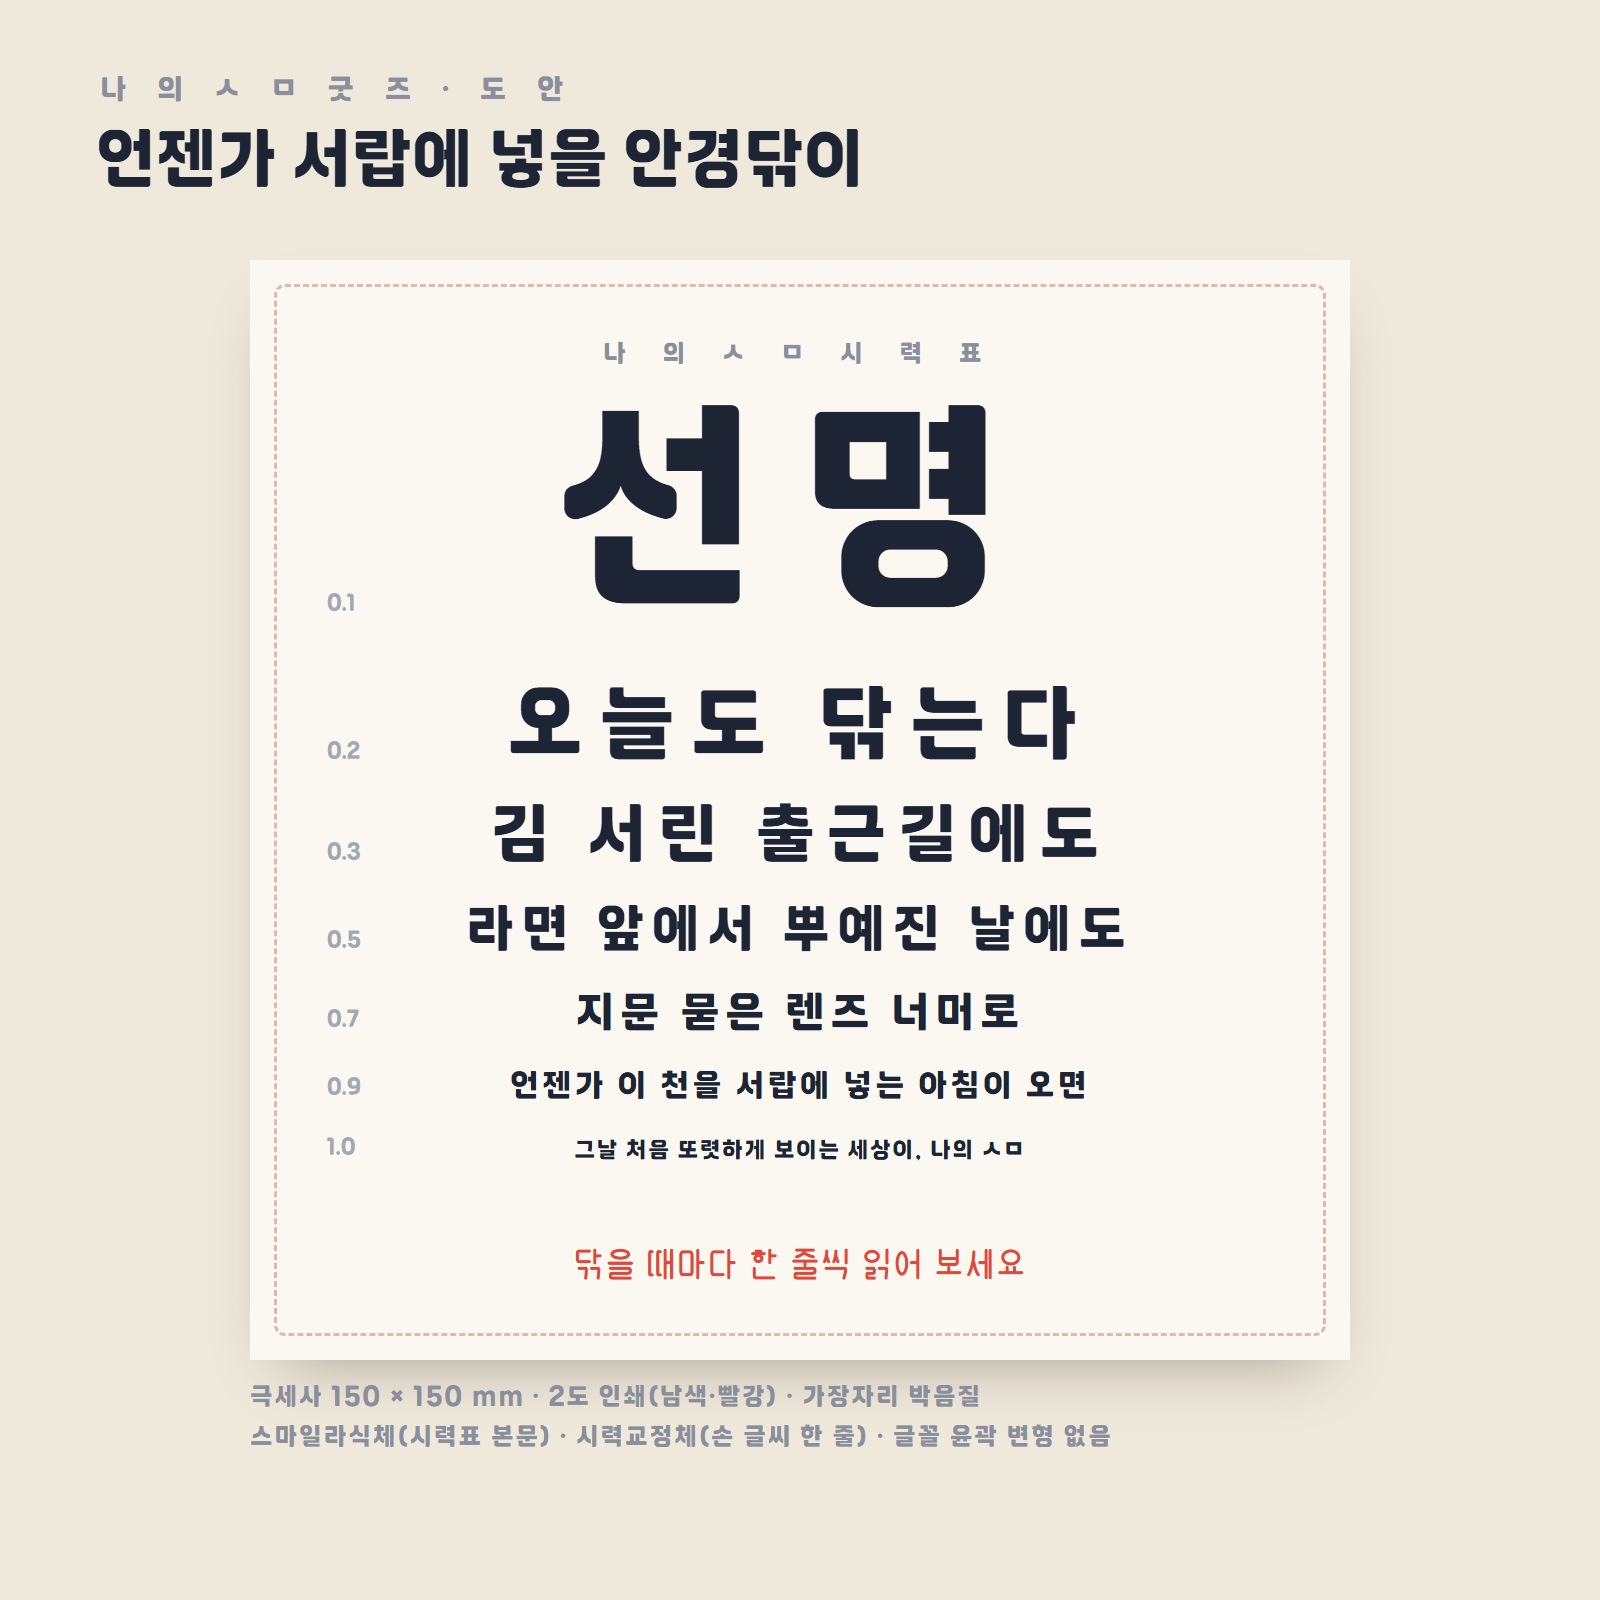 나의 ㅅㅁ 굿즈 · 도안
언젠가 서랍에 넣을 안경닦이
나의 ㅅㅁ 시력표
0.1 선명
0.2 오늘도 닦는다
0.3 김 서린 출근길에도
0.5 라면 앞에서 뿌예진 날에도
0.7 지문 묻은 렌즈 너머로
0.9 언젠가 이 천을 서랍에 넣는 아침이 오면
1.0 그날 처음 또렷하게 보이는 세상이, 나의 ㅅㅁ
닦을 때마다 한 줄씩 읽어 보세요
극세사 150 × 150 mm · 2도 인쇄(남색·빨강) · 가장자리 박음질
스마일라식체(시력표 본문) · 시력교정체(손 글씨 한 줄) · 글꼴 윤곽 변형 없음